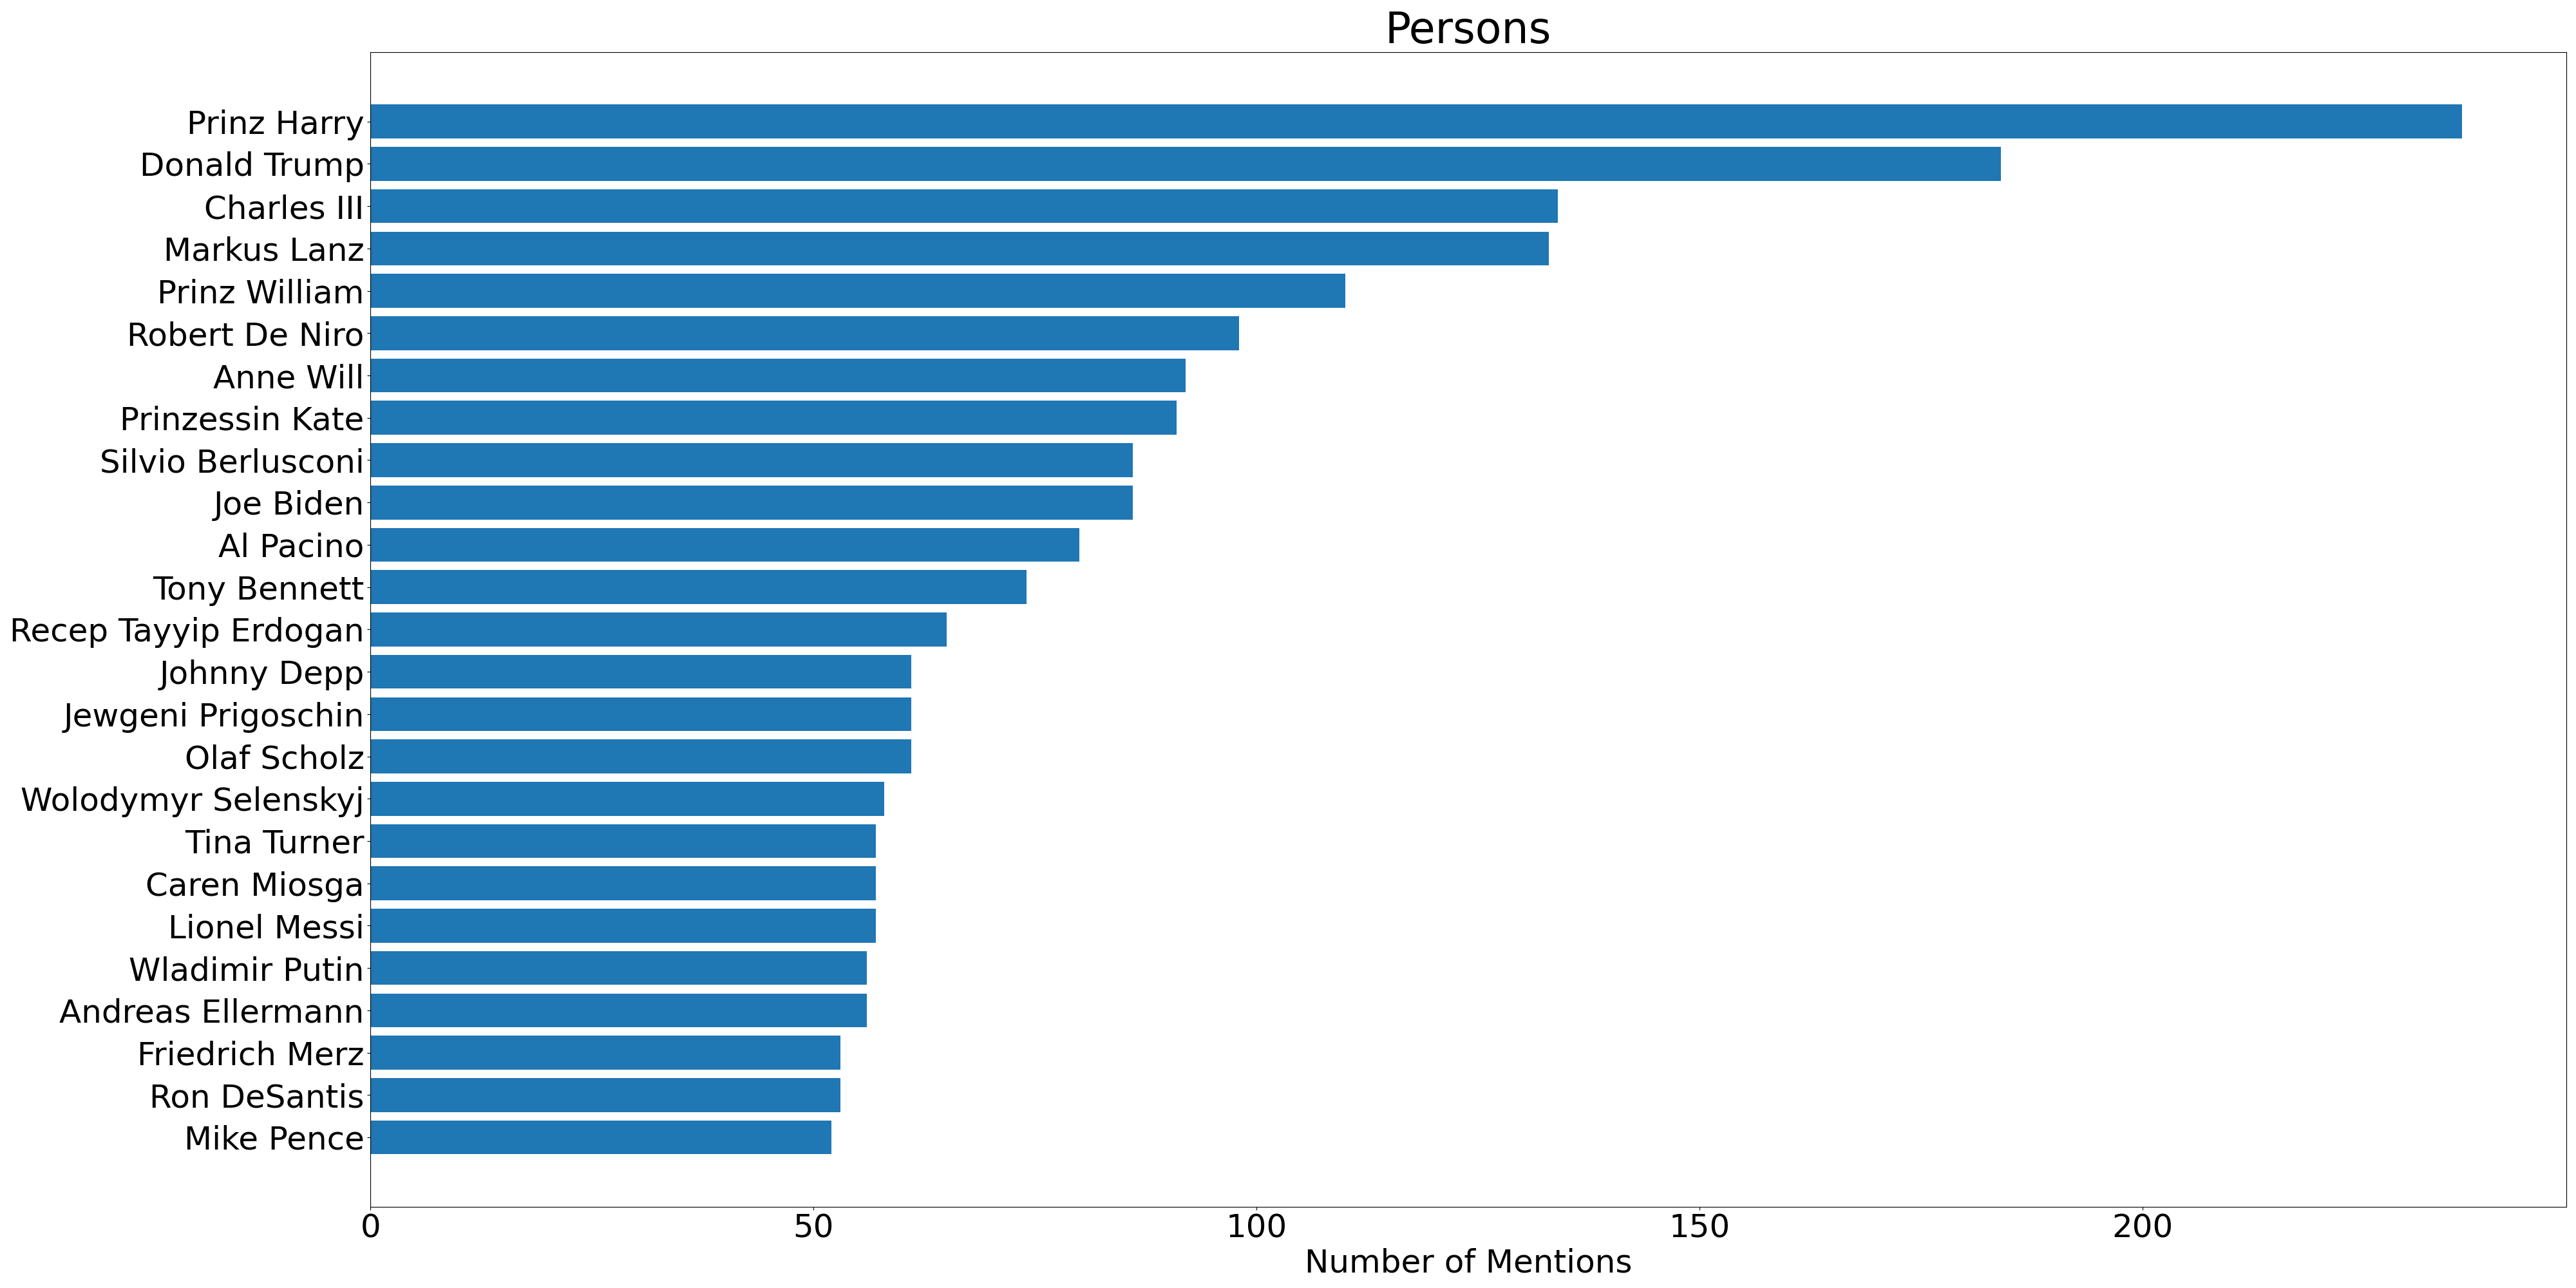 Persons
Prinz Harry
Donald Trump
Charles III
Markus Lanz
Prinz William
Robert De Niro
Anne Will
Prinzessin Kate
Silvio Berlusconi
Joe Biden
Al Pacino
Tony Bennett
Recep Tayyip Erdogan
Johnny Depp
Jewgeni Prigoschin
Olaf Scholz
Wolodymyr Selenskyj
Tina Turner
Caren Miosga
Lionel Messi
Wladimir Putin
Andreas Ellermann
Friedrich Merz
Ron DeSantis
Mike Pence
0 50 100 150 200
Number of Mentions